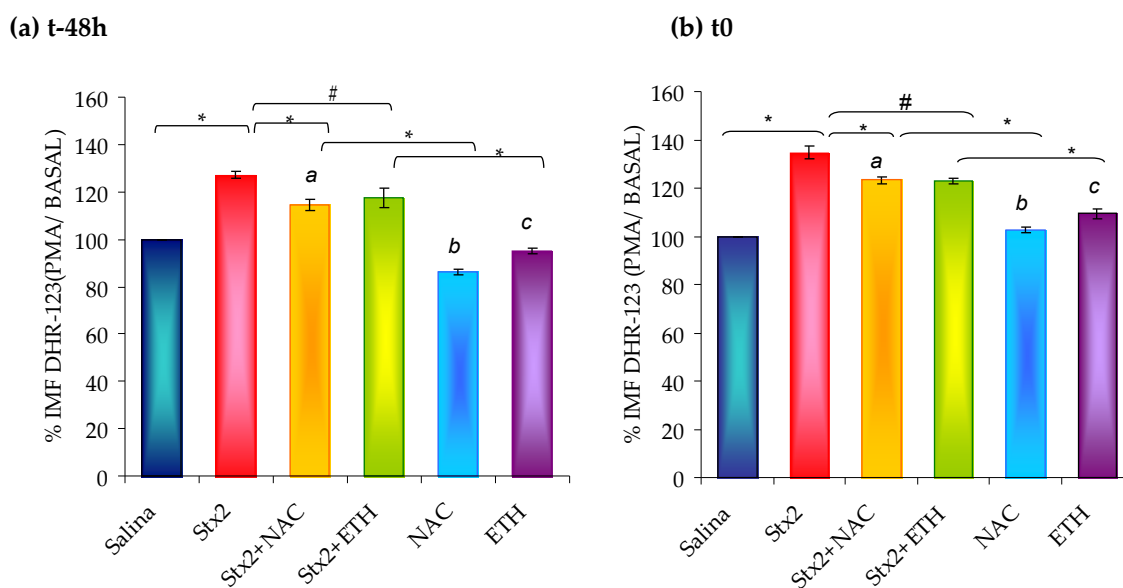 (a) t-48h
% IMF DHR-123(PMA/ BASAL)
160
140
120
100
80
60
40
20
0
#
*
*
*
*
a
b
c
Salina
Stx2
Stx2+NAC
Stx2+ETH
NAC
ETH
(b) t0
% IMF DHR-123 (PMA/ BASAL)
160
140
120
100
80
60
40
20
0
#
*
*
*
*
a
b
c
Salina
Stx2
Stx2+NAC
Stx2+ETH
NAC
ETH